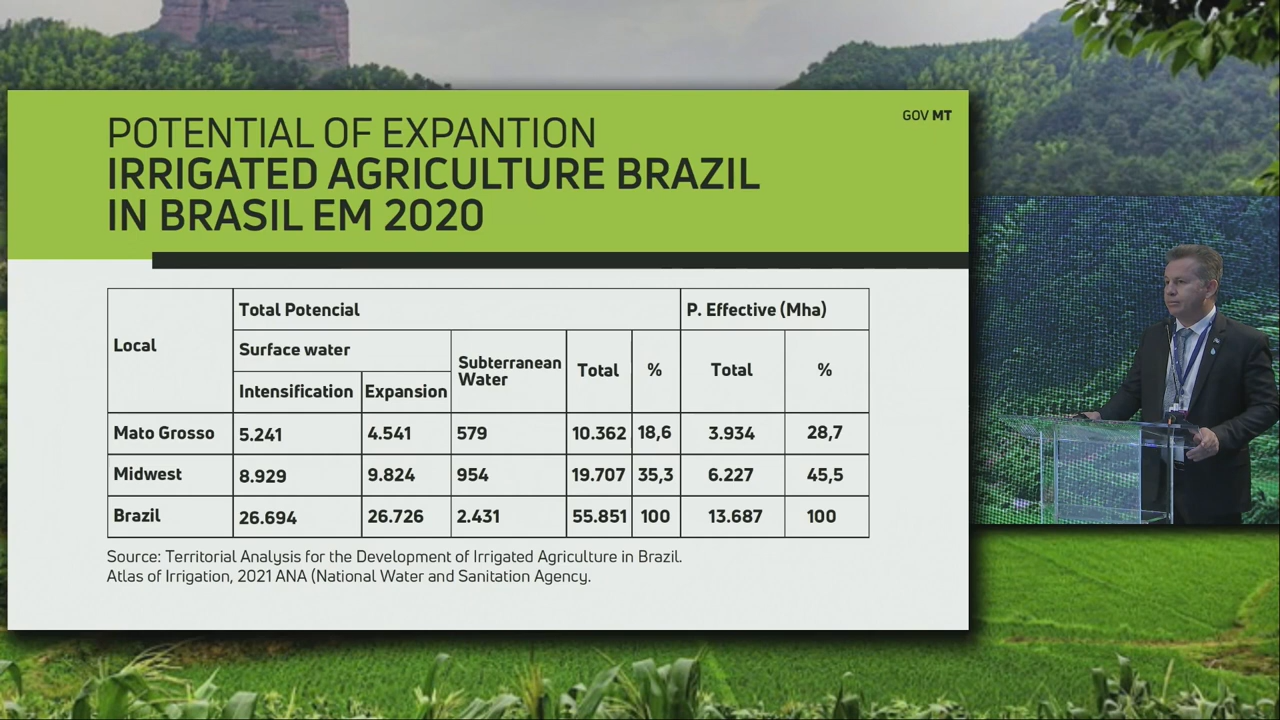 POTENTIAL OF EXPANTION
GOV MT
IRRIGATED AGRICULTURE BRAZIL
IN BRASIL EM 2020
Local
Total Potencial
P. Effective (Mha)
Surface water
Subterranean
Water
Total
%
Total
%
Intensification
Expansion
Mato Grosso 5.241 4.541 579 10.362 18,6 3.934 28,7
Midwest 8.929 9.824 954 19.707 35,3 6.227 45,5
Brazil 26.694 26.726 2.431 55.851 100 13.687 100
Source: Territorial Analysis for the Development of Irrigated Agriculture in Brazil.
Atlas of Irrigation, 2021 ANA (National Water and Sanitation Agency.